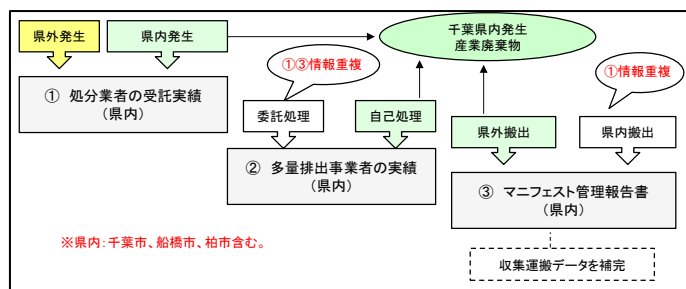 県外発生
県内発生
千葉県内発生
産業廃棄物
①③情報重複
①情報重複
① 処分業者の受託実績
（県内）
委託処理
自己処理
県外搬出
県内搬出
② 多量排出事業者の実績
（県内）
③ マニフェスト管理報告書
（県内）
※県内：千葉市、船橋市、柏市含む。
収集運搬データを補完